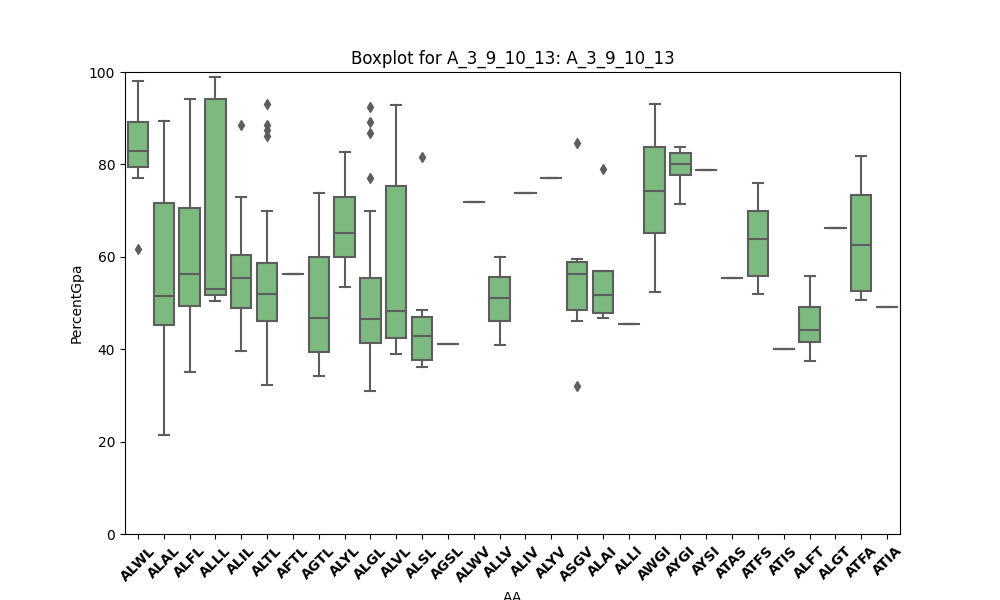 Boxplot for A_3_9_10_13: A_3_9_10_13
PercentGpa
100
80
60
40
20
0
ALWL ALAL ALFL ALLL ALIL ALTL AFTL AGTL ALYL ALGL ALVL ALSL AGSL ALWV ALLV ALIV ALYV ASGV ALAI ALLI AWGI AYGI AYSI ATAS ATFS ATIS ALFT ALGT ATFA ATIA
AA